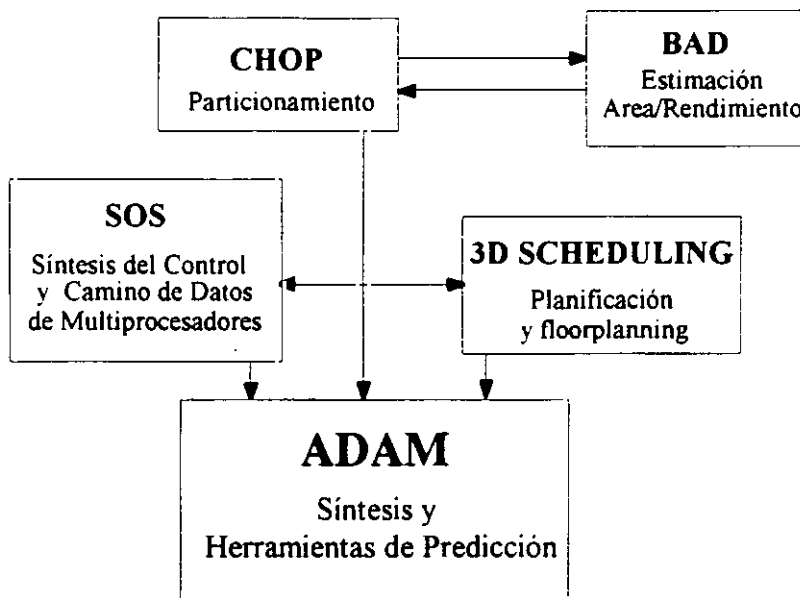 CHOP
Particionamiento
BAD
Estimación
Area/Rendimiento
SOS
Síntesis del Control
y Camino de Datos
de Multiprocesadores
3D SCHEDULING
Planificación
y floorplanning
ADAM
Síntesis y
Herramientas de Predicción